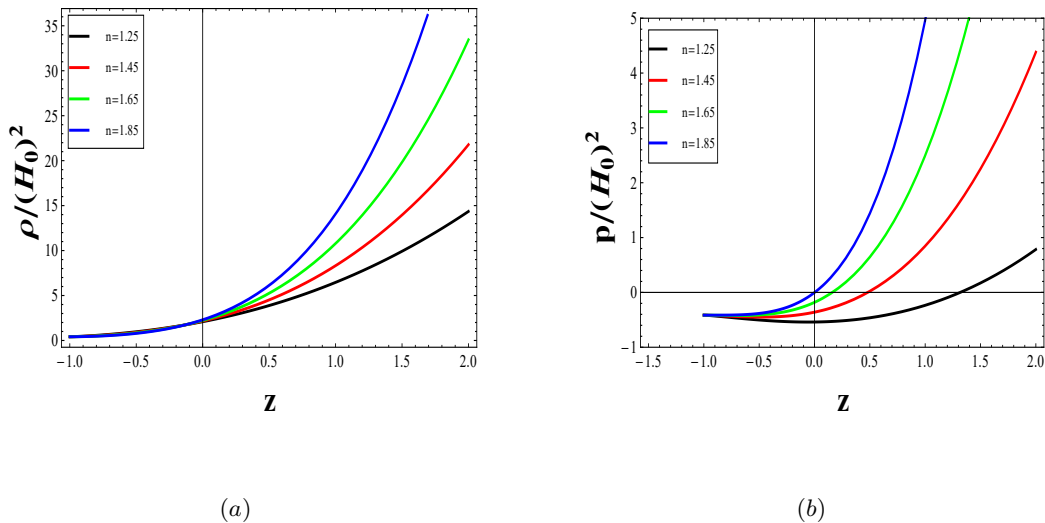 n=1.25
n=1.45
n=1.65
n=1.85
35
30
25
20
15
10
5
0
ρ/(H₀)²
-1.0 -0.5 0.0 0.5 1.0 1.5 2.0
z
(a)
n=1.25
n=1.45
n=1.65
n=1.85
5
4
3
2
1
0
-1
p/(H₀)²
-1.5 -1.0 -0.5 0.0 0.5 1.0 1.5 2.0
z
(b)